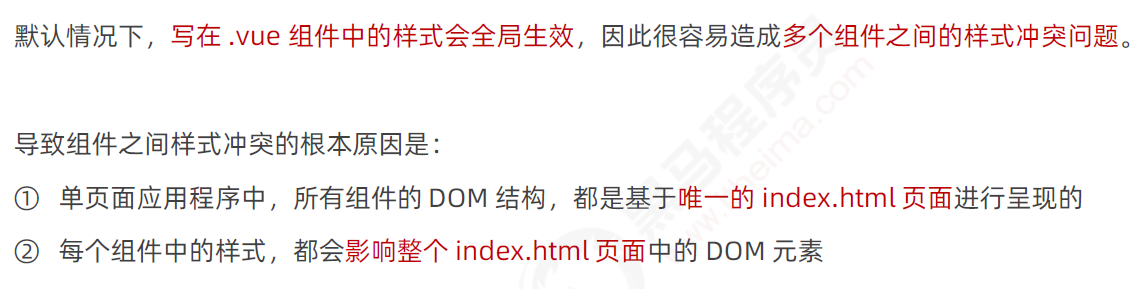 默认情况下，写在 .vue 组件中的样式会全局生效，因此很容易造成多个组件之间的样式冲突问题。
导致组件之间样式冲突的根本原因是：
① 单页面应用程序中，所有组件的 DOM 结构，都是基于唯一的 index.html 页面进行呈现的
② 每个组件中的样式，都会影响整个 index.html 页面中的 DOM 元素
黑马程序员
www.itheima.com